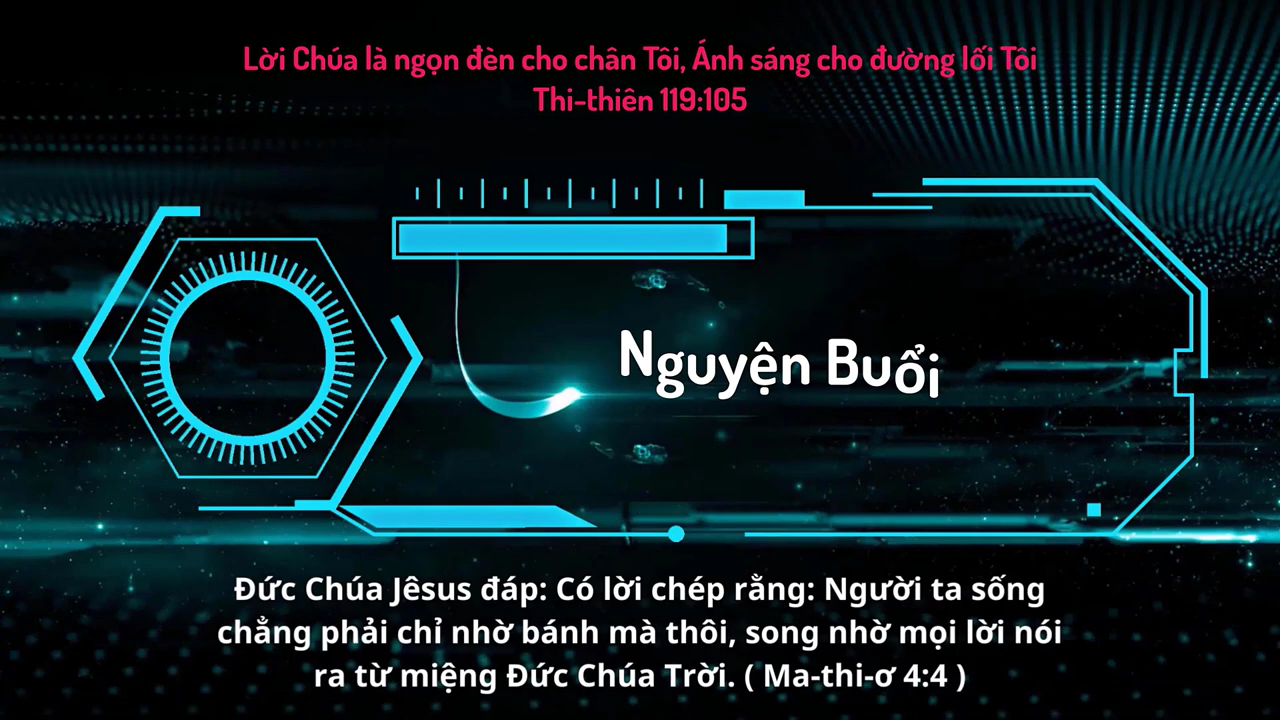 Lời Chúa là ngọn đèn cho chân Tôi, Ánh sáng cho đường lối Tôi
Thi-thiên 119:105
Nguyện Buổi
Đức Chúa Jêsus đáp: Có lời chép rằng: Người ta sống
chẳng phải chỉ nhờ bánh mà thôi, song nhờ mọi lời nói
ra từ miệng Đức Chúa Trời. ( Ma-thi-ơ 4:4 )